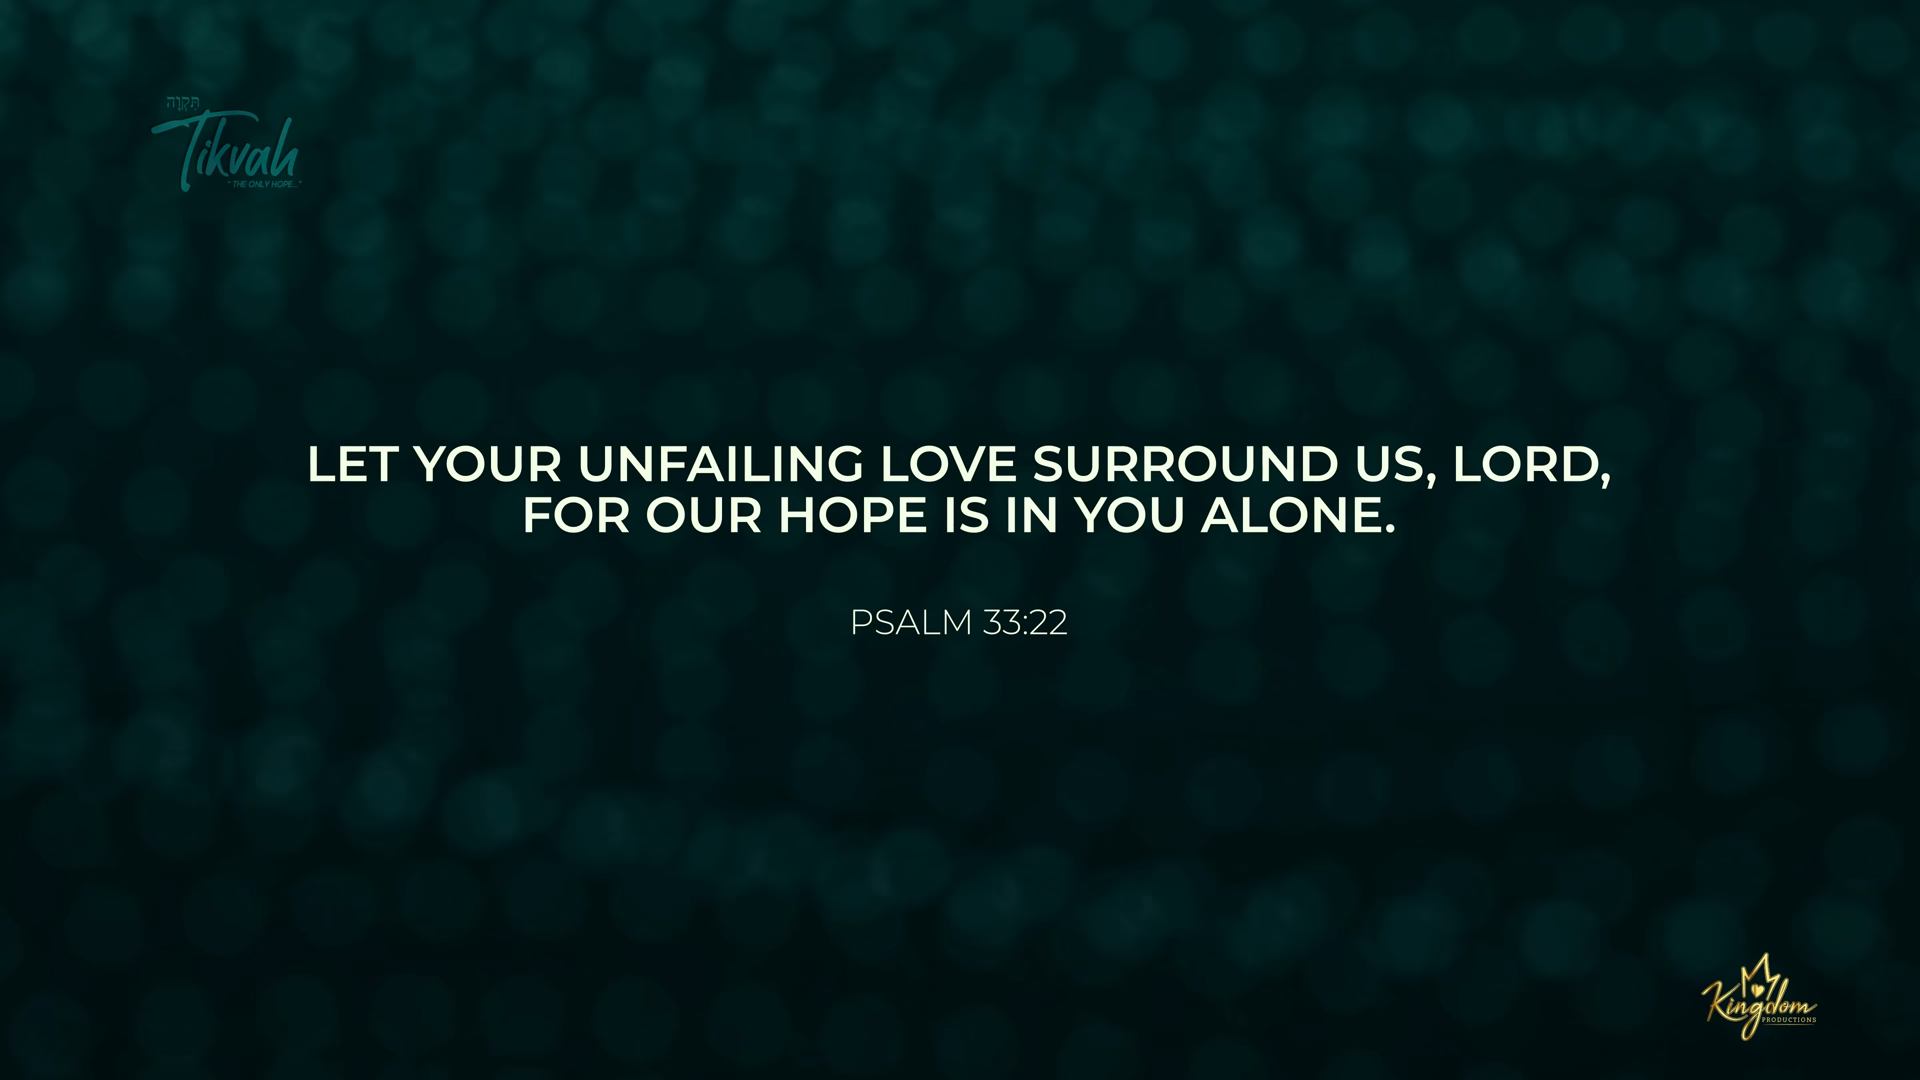 תִּקְוָה
Tikvah
"THE ONLY HOPE..."
LET YOUR UNFAILING LOVE SURROUND US, LORD,
FOR OUR HOPE IS IN YOU ALONE.
PSALM 33:22
Kingdom
PRODUCTIONS